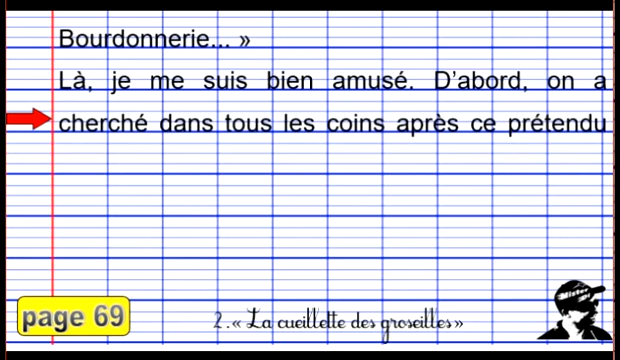 Bourdonnerie... »
Là, je me suis bien amusé. D'abord, on a
cherché dans tous les coins après ce prétendu
page 69
2. « La cueillette des groseilles »
Mister